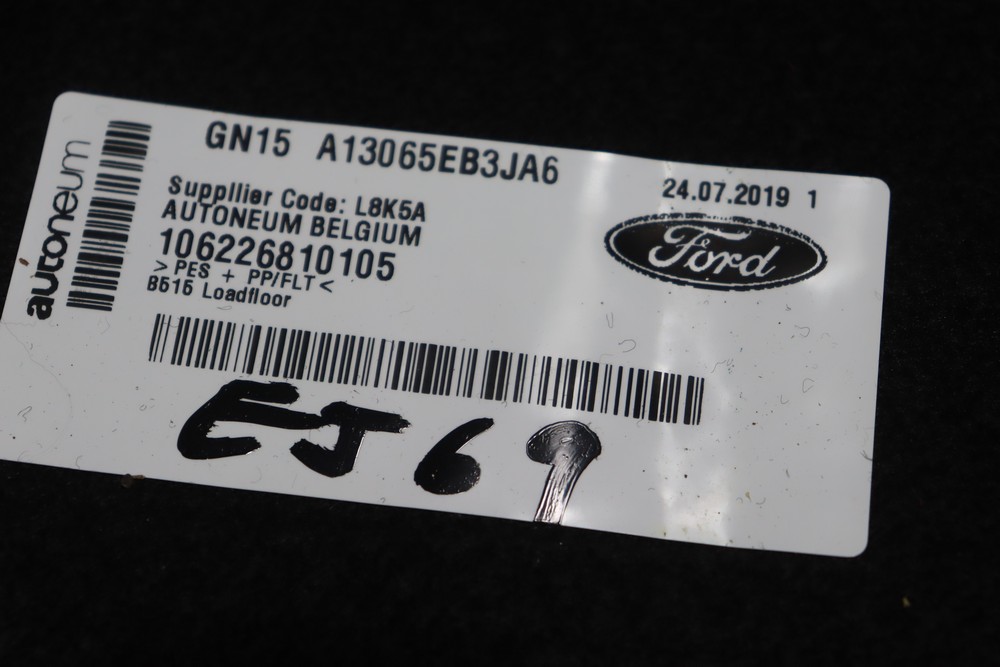 autoneum
GN15 A13065EB3JA6
24.07.2019 1
Suppllier Code: L8K5A
AUTONEUM BELGIUM
106226810105
> PES + PP/FLT <
B515 Loadfloor
Ford
EJ69